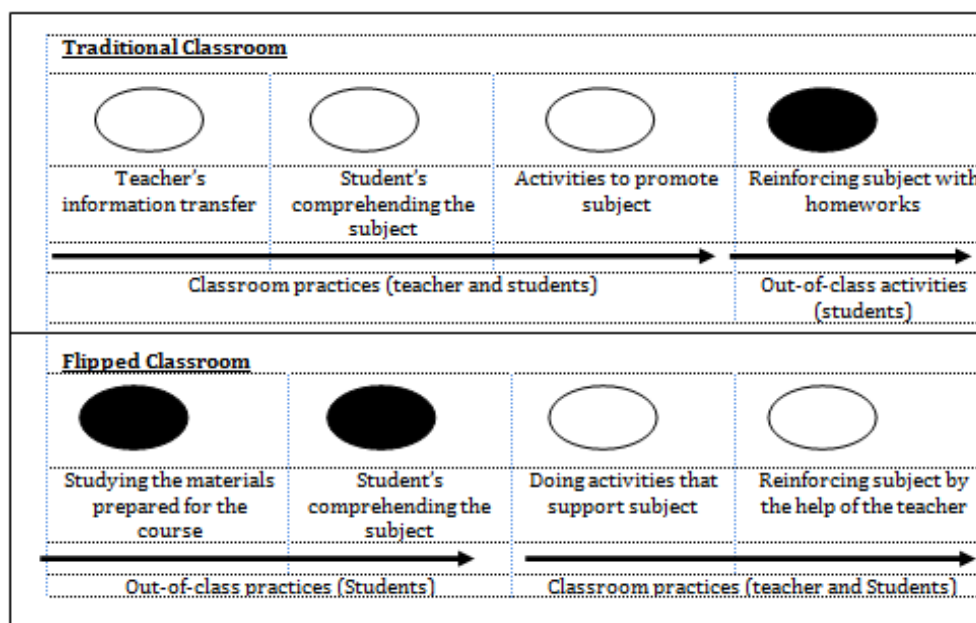 Traditional Classroom
Teacher's
information transfer
Student's
comprehending the
subject
Activities to promote
subject
Reinforcing subject with
homeworks
Classroom practices (teacher and students)
Out-of-class activities
(students)
Flipped Classroom
Studying the materials
prepared for the
course
Student's
comprehending the
subject
Doing activities that
support subject
Reinforcing subject by
the help of the teacher
Out-of-class practices (Students)
Classroom practices (teacher and Students)